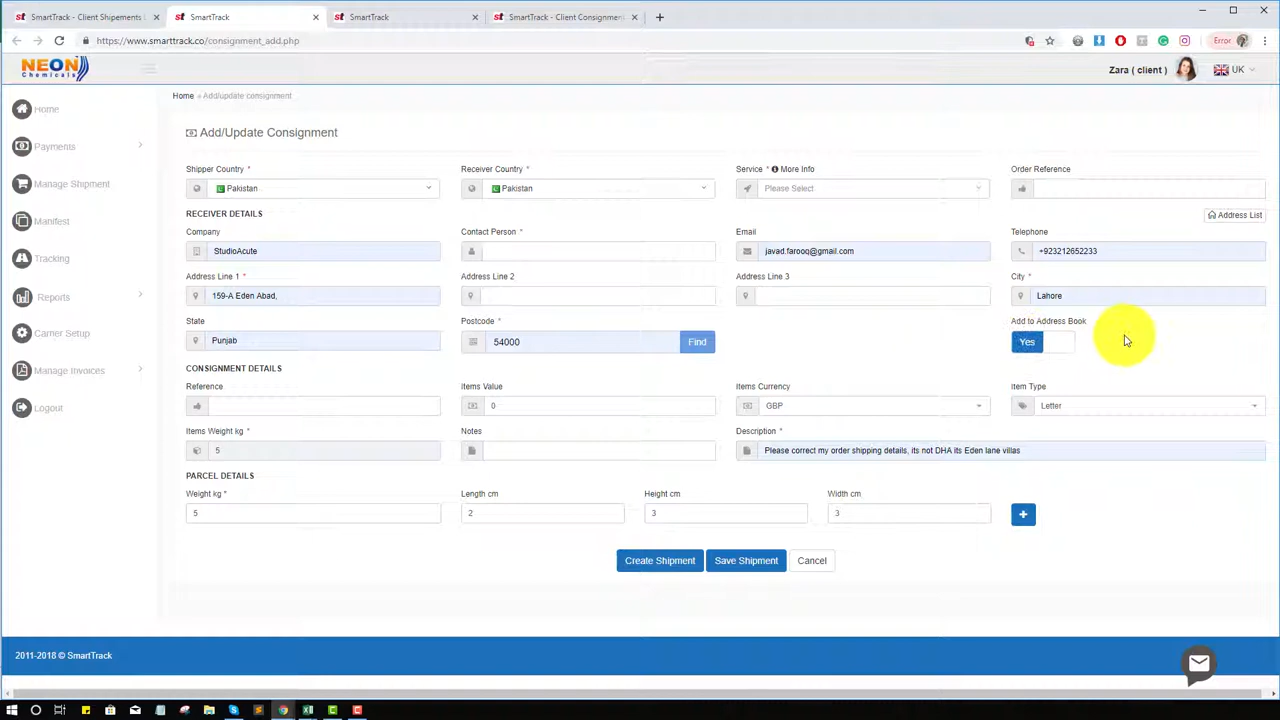 SmartTrack - Client Shipements L
SmartTrack
SmartTrack
SmartTrack - Client Consignment
https://www.smarttrack.co/consignment_add.php
Error
NEON
Chemicals
Zara ( client )
UK
Home
Payments
Manage Shipment
Manifest
Tracking
Reports
Carrier Setup
Manage Invoices
Logout
Home » Add/update consignment
Add/Update Consignment
Shipper Country *
Receiver Country *
Service * More Info
Order Reference
Pakistan
Pakistan
Please Select
RECEIVER DETAILS
Address List
Company
Contact Person *
Email
Telephone
StudioAcute
javad.farooq@gmail.com
+923212652233
Address Line 1 *
Address Line 2
Address Line 3
City *
159-A Eden Abad,
Lahore
State
Postcode *
Add to Address Book
Punjab
54000
Find
Yes
CONSIGNMENT DETAILS
Reference
Items Value
Items Currency
Item Type
0
GBP
Letter
Items Weight kg *
Notes
Description *
5
Please correct my order shipping details, its not DHA its Eden lane villas
PARCEL DETAILS
Weight kg *
Length cm
Height cm
Width cm
5
2
3
3
Create Shipment
Save Shipment
Cancel
2011-2018 © SmartTrack